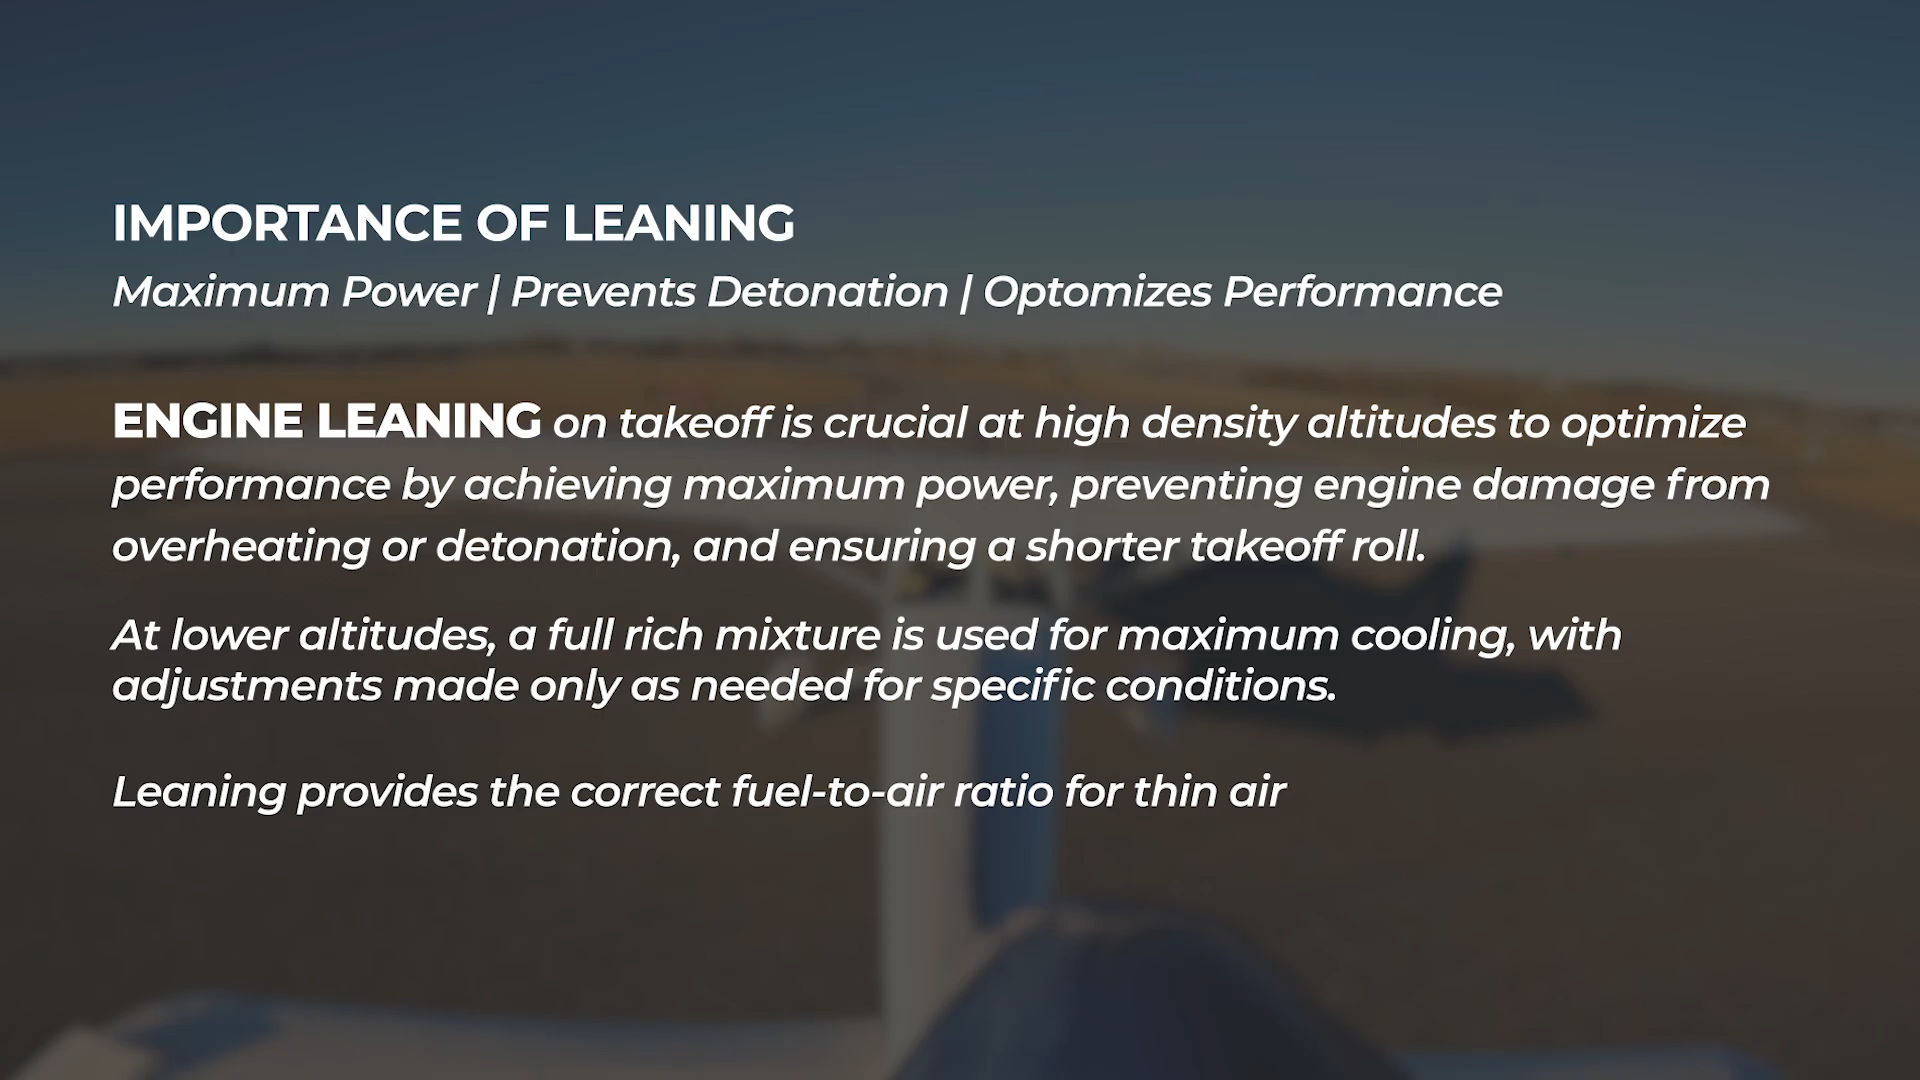 IMPORTANCE OF LEANING
Maximum Power | Prevents Detonation | Optomizes Performance
ENGINE LEANING on takeoff is crucial at high density altitudes to optimize
performance by achieving maximum power, preventing engine damage from
overheating or detonation, and ensuring a shorter takeoff roll.
At lower altitudes, a full rich mixture is used for maximum cooling, with
adjustments made only as needed for specific conditions.
Leaning provides the correct fuel-to-air ratio for thin air